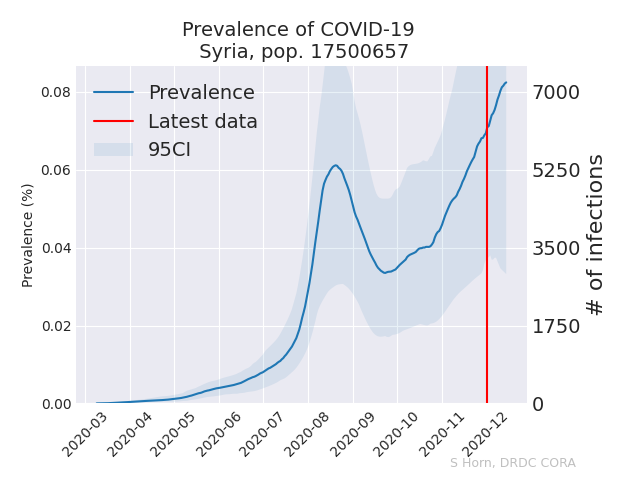 Prevalence of COVID-19
Syria, pop. 17500657
Prevalence
Latest data
95CI
Prevalence (%)
0.08
0.06
0.04
0.02
0.00
7000
5250
3500
1750
0
# of infections
2020-03
2020-04
2020-05
2020-06
2020-07
2020-08
2020-09
2020-10
2020-11
2020-12
S Horn, DRDC CORA